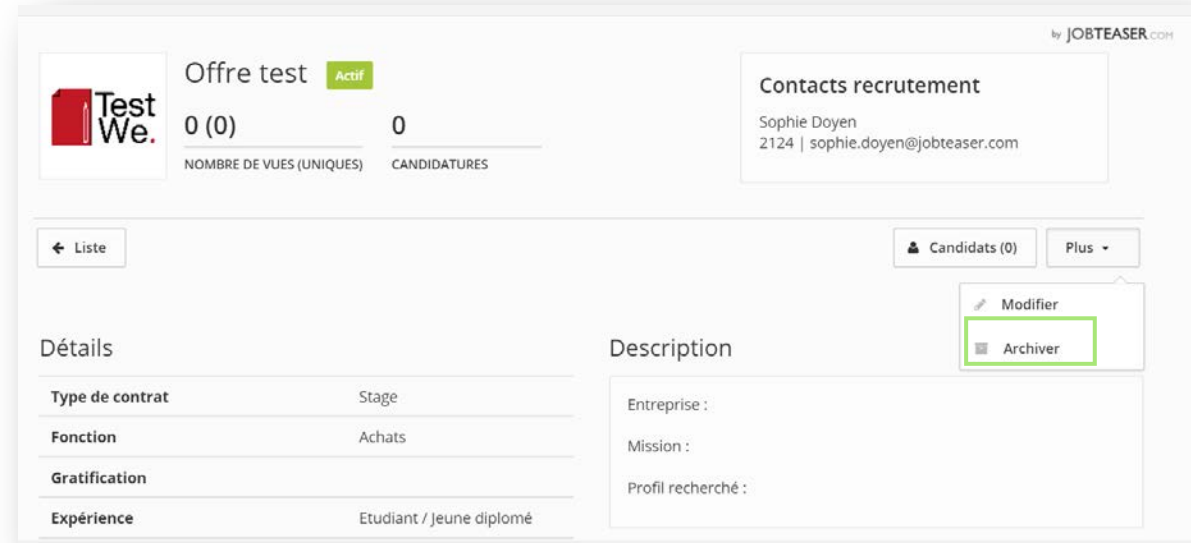 by JOBTEASER.COM
Test
We.
Offre test Actif
0 (0) 0
NOMBRE DE VUES (UNIQUES) CANDIDATURES
Contacts recrutement
Sophie Doyen
2124 | sophie.doyen@jobteaser.com
Liste
Candidats (0)
Plus
Modifier
Archiver
Détails
Type de contrat Stage
Fonction Achats
Gratification
Expérience Etudiant / Jeune diplomé
Description
Entreprise :
Mission :
Profil recherché :